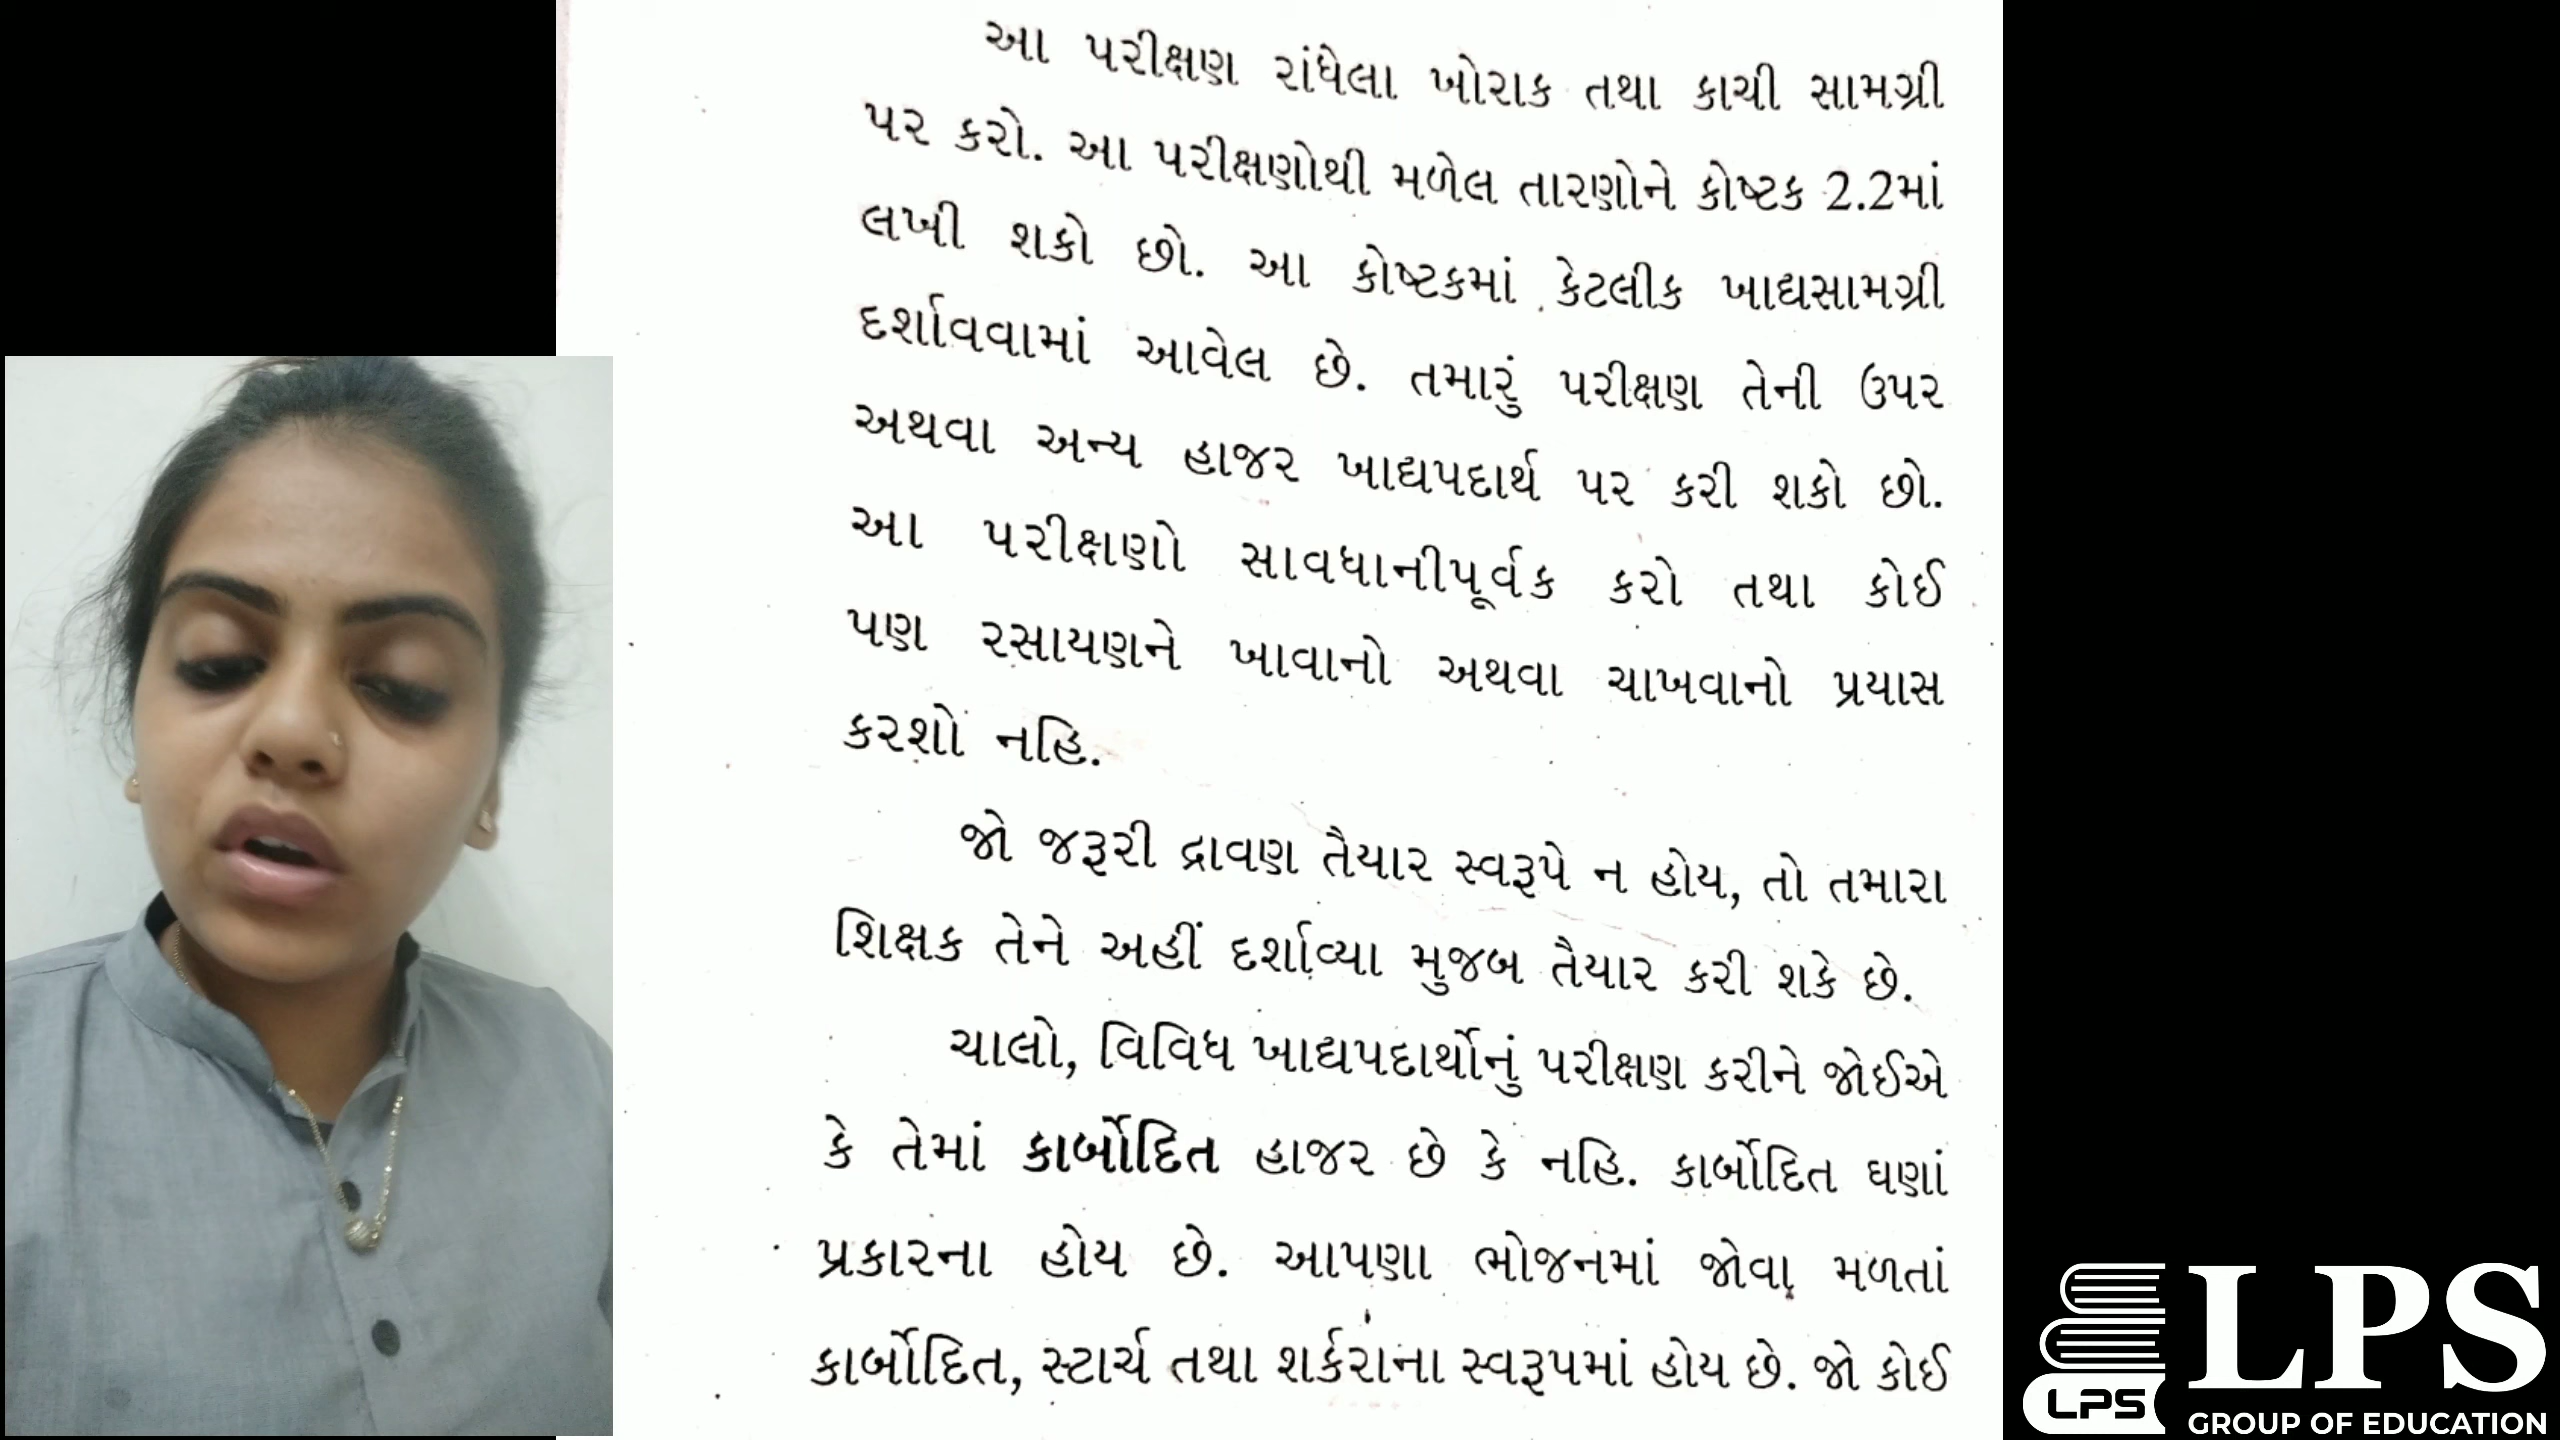 આ પરીક્ષણ રાંધેલા ખોરાક તથા કાચી સામગ્રી
પર કરો. આ પરીક્ષણોથી મળેલ તારણોને કોષ્ટક 2.2માં
લખી શકો છો. આ કોષ્ટકમાં કેટલીક ખાદ્યસામગ્રી
દર્શાવવામાં આવેલ છે. તમારું પરીક્ષણ તેની ઉપર
અથવા અન્ય હાજર ખાદ્યપદાર્થ પર કરી શકો છો.
આ પરીક્ષણો સાવધાનીપૂર્વક કરો તથા કોઈ
પણ રસાયણને ખાવાનો અથવા ચાખવાનો પ્રયાસ
કરશો નહિ.
જો જરૂરી દ્રાવણ તૈયાર સ્વરૂપે ન હોય, તો તમારા
શિક્ષક તેને અહીં દર્શાવ્યા મુજબ તૈયાર કરી શકે છે.
ચાલો, વિવિધ ખાદ્યપદાર્થોનું પરીક્ષણ કરીને જોઈએ
કે તેમાં કાર્બોદિત હાજર છે કે નહિ. કાર્બોદિત ઘણાં
પ્રકારના હોય છે. આપણા ભોજનમાં જોવા મળતાં
કાર્બોદિત, સ્ટાર્ચ તથા શર્કરાના સ્વરૂપમાં હોય છે. જો કોઈ
LPS
LPS
GROUP OF EDUCATION